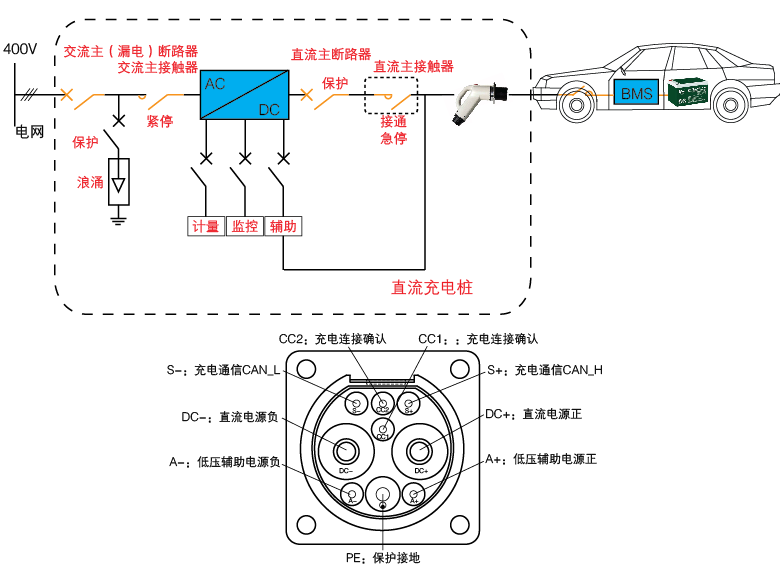 400V
交流主（漏电）断路器
交流主接触器
直流主断路器
直流主接触器
保护
AC
DC
BMS
电网
保护
紧停
接通
急停
浪涌
计量
监控
辅助
直流充电桩
CC2：充电连接确认
CC1：：充电连接确认
S-：充电通信CAN_L
S+：充电通信CAN_H
S-
CC2
S+
DC-：直流电源负
DC+：直流电源正
CC1
DC-
DC+
A-：低压辅助电源负
A+：低压辅助电源正
A-
A+
PE：保护接地